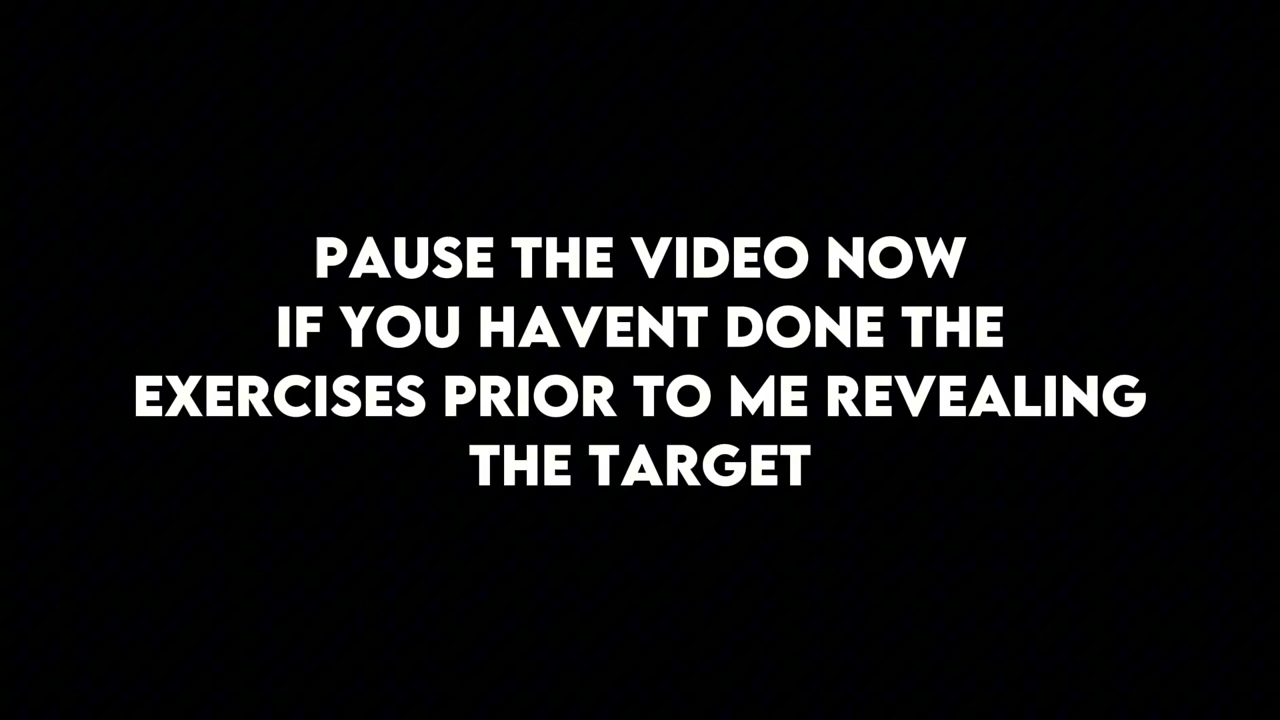 PAUSE THE VIDEO NOW
IF YOU HAVENT DONE THE
EXERCISES PRIOR TO ME REVEALING
THE TARGET